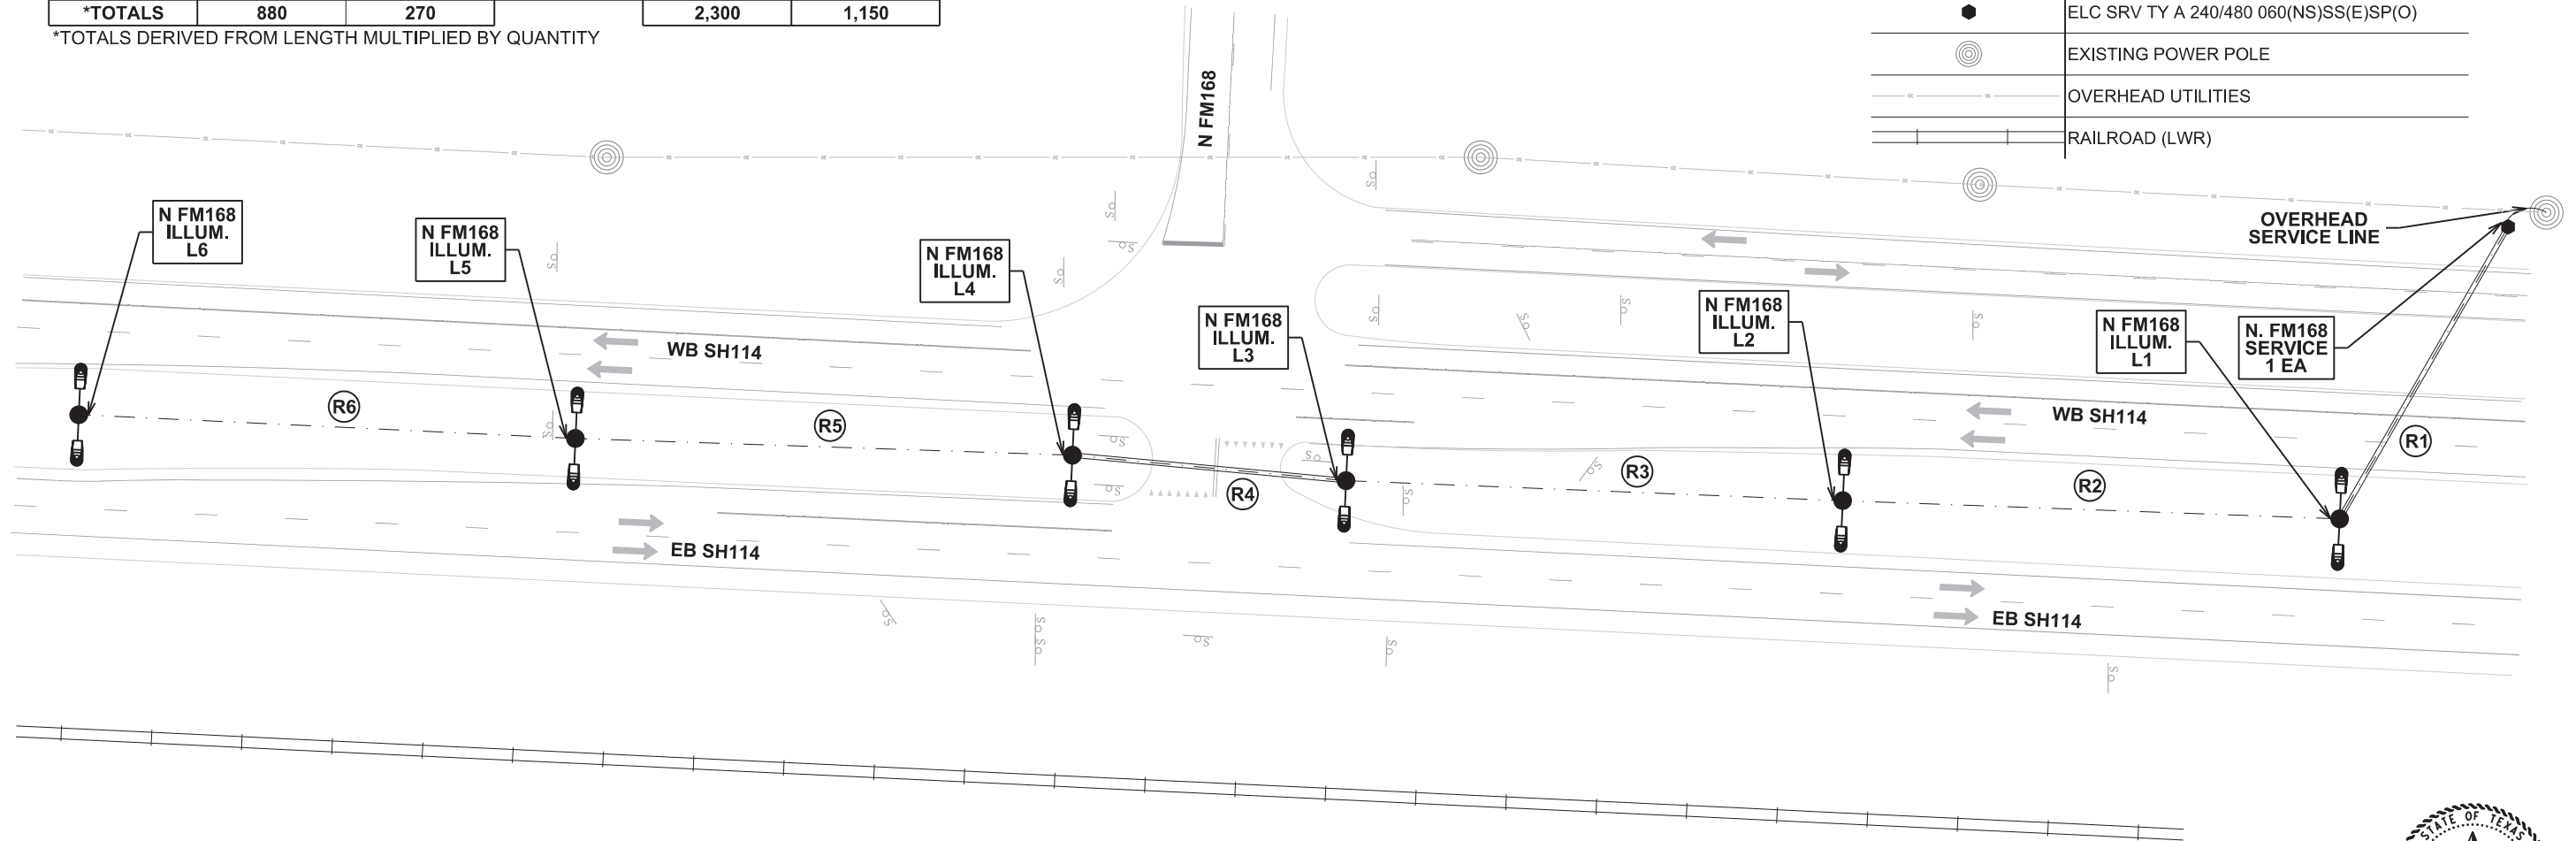 *TOTALS 880 270 2,300 1,150
*TOTALS DERIVED FROM LENGTH MULTIPLIED BY QUANTITY
ELC SRV TY A 240/480 060(NS)SS(E)SP(O)
EXISTING POWER POLE
OVERHEAD UTILITIES
RAILROAD (LWR)
N FM168
OVERHEAD
SERVICE LINE
N FM168
ILLUM.
L6
N FM168
ILLUM.
L5
N FM168
ILLUM.
L4
N FM168
ILLUM.
L3
N FM168
ILLUM.
L2
N FM168
ILLUM.
L1
N. FM168
SERVICE
1 EA
WB SH114
WB SH114
R6
R5
R4
R3
R2
R1
EB SH114
EB SH114
STATE OF TEXAS